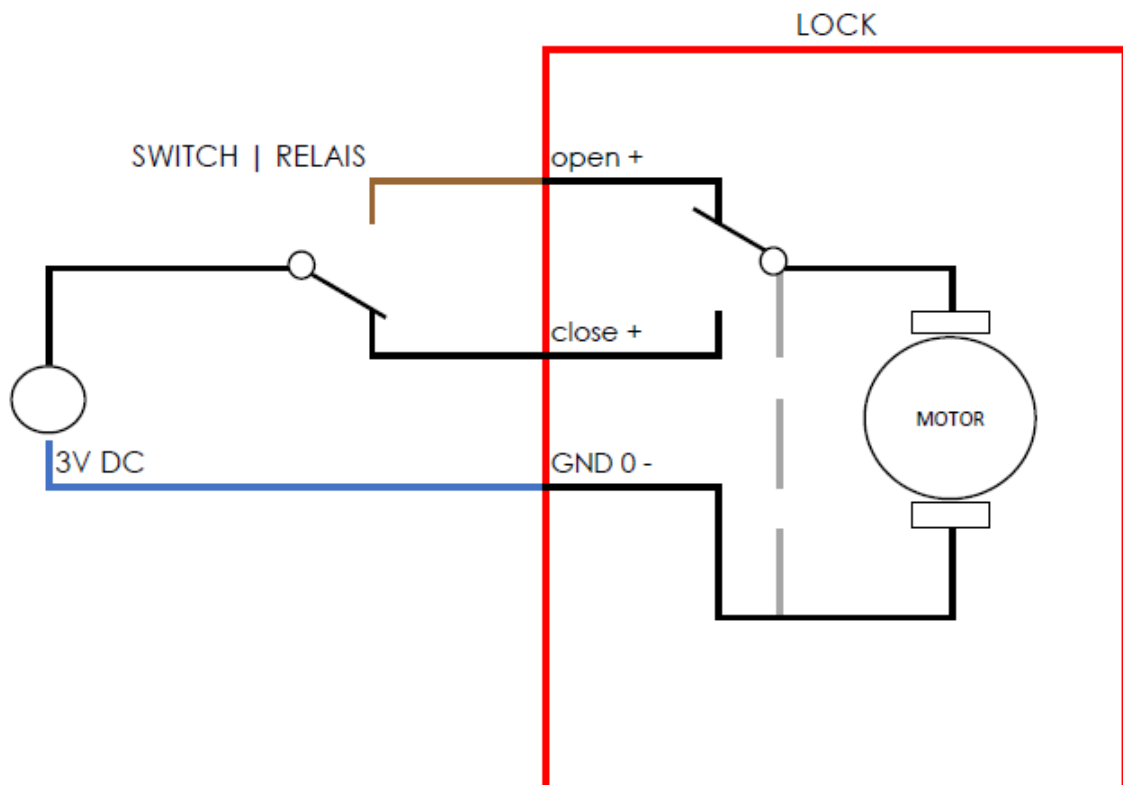 LOCK
SWITCH | RELAIS
open +
close +
MOTOR
3V DC
GND 0 -